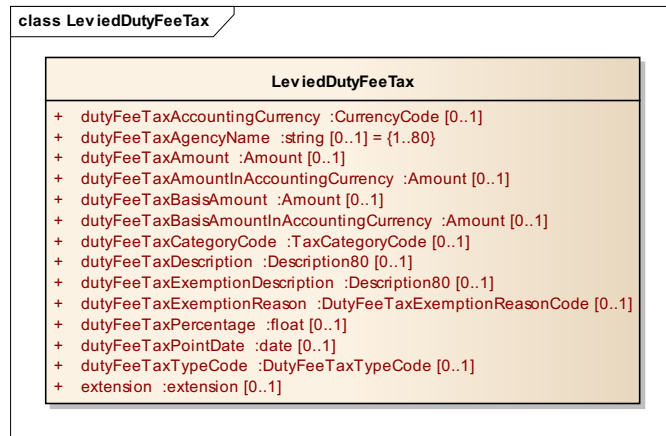 class LeviedDutyFeeTax
LeviedDutyFeeTax
+ dutyFeeTaxAccountingCurrency :CurrencyCode [0..1]
+ dutyFeeTaxAgencyName :string [0..1] = {1..80}
+ dutyFeeTaxAmount :Amount [0..1]
+ dutyFeeTaxAmountInAccountingCurrency :Amount [0..1]
+ dutyFeeTaxBasisAmount :Amount [0..1]
+ dutyFeeTaxBasisAmountInAccountingCurrency :Amount [0..1]
+ dutyFeeTaxCategoryCode :TaxCategoryCode [0..1]
+ dutyFeeTaxDescription :Description80 [0..1]
+ dutyFeeTaxExemptionDescription :Description80 [0..1]
+ dutyFeeTaxExemptionReason :DutyFeeTaxExemptionReasonCode [0..1]
+ dutyFeeTaxPercentage :float [0..1]
+ dutyFeeTaxPointDate :date [0..1]
+ dutyFeeTaxTypeCode :DutyFeeTaxTypeCode [0..1]
+ extension :extension [0..1]